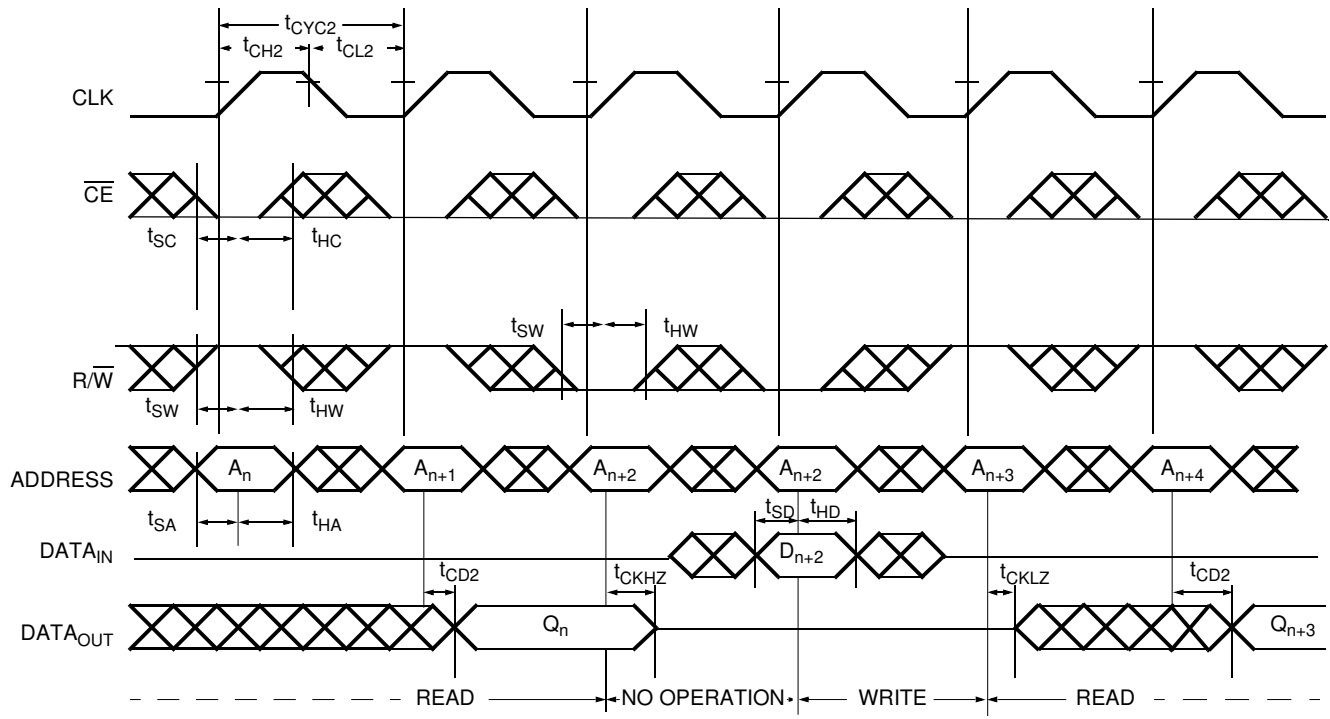 tCYC2
tCH2 tCL2
CLK
CE
tSC tHC
tSW tHW
R/W
tSW tHW
ADDRESS An An+1 An+2 An+2 An+3 An+4
tSA tHA tSD tHD
DATAIN Dn+2
tCD2 tCKHZ tCKLZ tCD2
DATAOUT Qn Qn+3
READ NO OPERATION WRITE READ